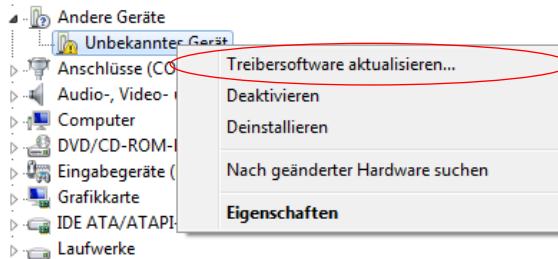 Andere Geräte
Unbekanntes Gerät
Treibersoftware aktualisieren...
Anschlüsse (CO
Audio-, Video-
Deaktivieren
Computer
Deinstallieren
DVD/CD-ROM-
Eingabegeräte (
Nach geänderter Hardware suchen
Grafikkarte
Eigenschaften
IDE ATA/ATAPI-
Laufwerke